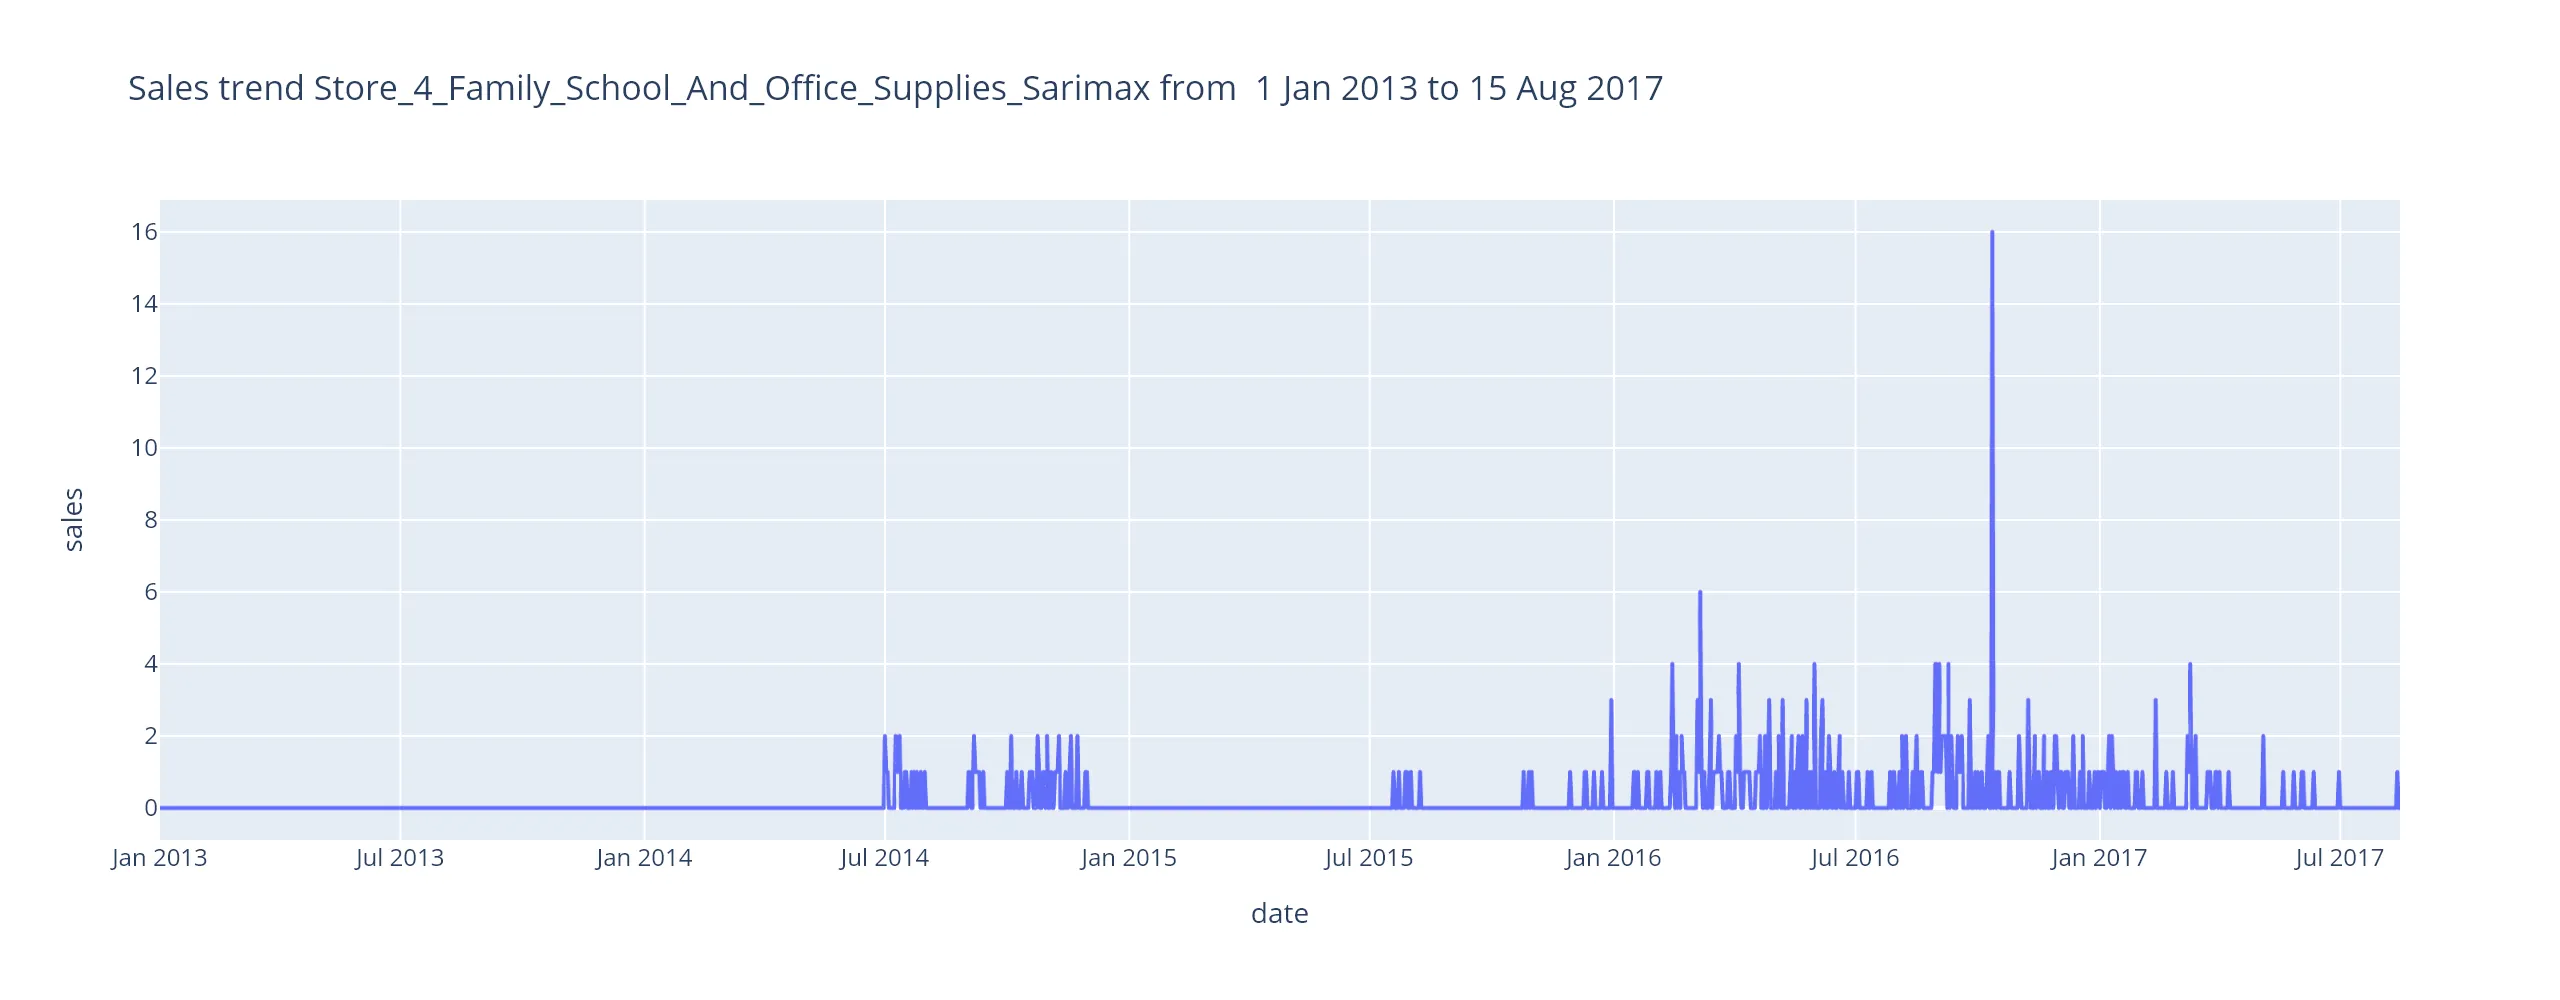 Sales trend Store_4_Family_School_And_Office_Supplies_Sarimax from  1 Jan 2013 to 15 Aug 2017
16
14
12
10
8
6
4
2
0
sales
Jan 2013 Jul 2013 Jan 2014 Jul 2014 Jan 2015 Jul 2015 Jan 2016 Jul 2016 Jan 2017 Jul 2017
date